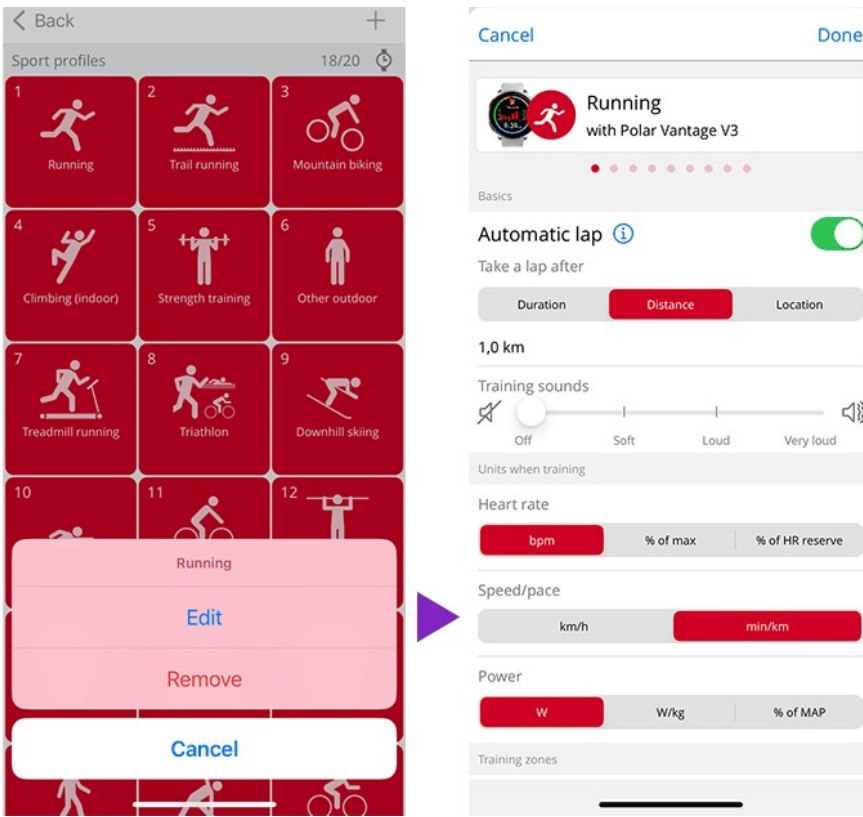 Back
Sport profiles 18/20
1 2 3
Running Trail running Mountain biking
4 5 6
Climbing (indoor) Strength training Other outdoor
7 8 9
Treadmill running Triathlon Downhill skiing
10 11 12
Running
Edit
Remove
Cancel
Cancel Done
Running
with Polar Vantage V3
Basics
Automatic lap
Take a lap after
Duration Distance Location
1,0 km
Training sounds
Off Soft Loud Very loud
Units when training
Heart rate
bpm % of max % of HR reserve
Speed/pace
km/h min/km
Power
W W/kg % of MAP
Training zones